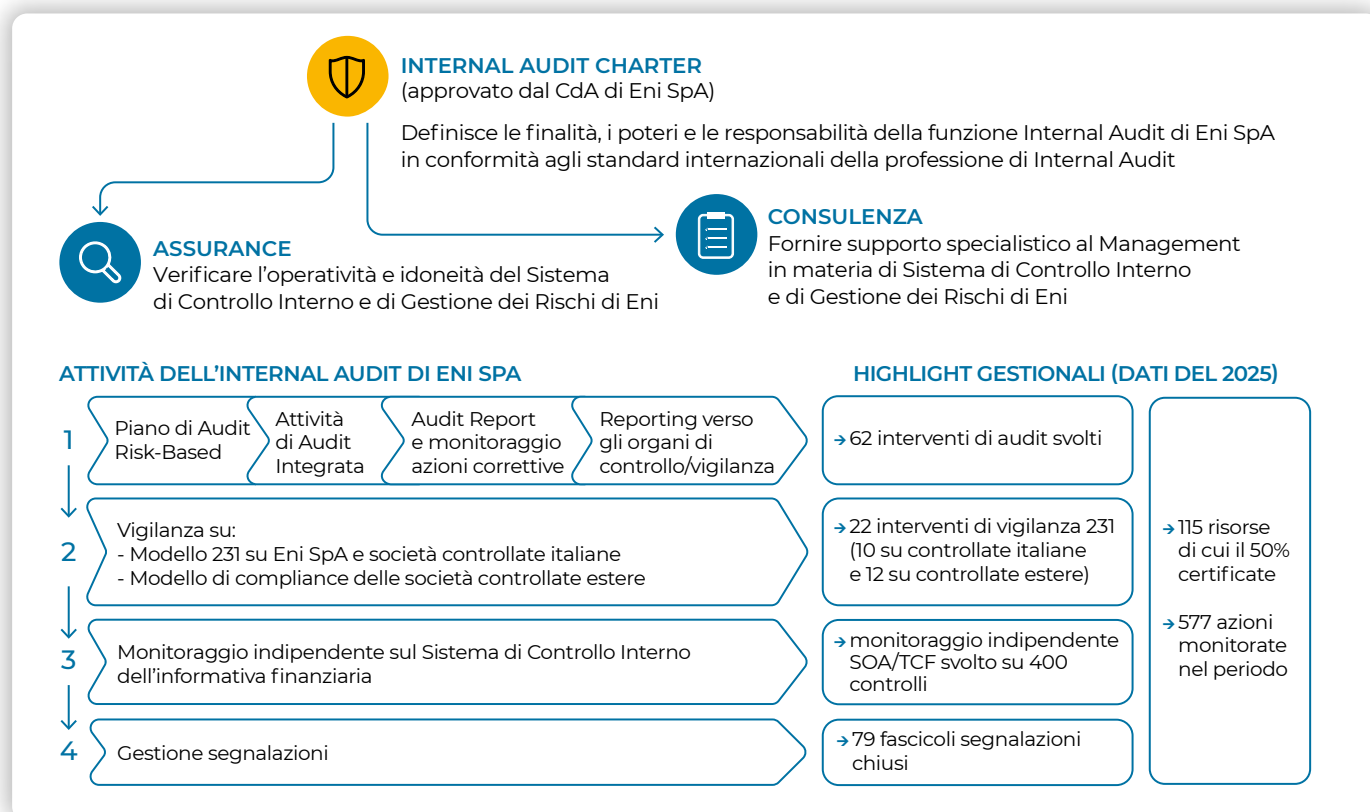 INTERNAL AUDIT CHARTER
(approvato dal CdA di Eni SpA)
Definisce le finalità, i poteri e le responsabilità della funzione Internal Audit di Eni SpA
in conformità agli standard internazionali della professione di Internal Audit
ASSURANCE
Verificare l'operatività e idoneità del Sistema
di Controllo Interno e di Gestione dei Rischi di Eni
CONSULENZA
Fornire supporto specialistico al Management
in materia di Sistema di Controllo Interno
e di Gestione dei Rischi di Eni
ATTIVITÀ DELL'INTERNAL AUDIT DI ENI SPA
HIGHLIGHT GESTIONALI (DATI DEL 2025)
1
Piano di Audit
Risk-Based
Attività
di Audit
Integrata
Audit Report
e monitoraggio
azioni correttive
Reporting verso
gli organi di
controllo/vigilanza
→ 62 interventi di audit svolti
2
Vigilanza su:
- Modello 231 su Eni SpA e società controllate italiane
- Modello di compliance delle società controllate estere
→ 22 interventi di vigilanza 231
(10 su controllate italiane
e 12 su controllate estere)
3
Monitoraggio indipendente sul Sistema di Controllo Interno
dell'informativa finanziaria
→ monitoraggio indipendente
SOA/TCF svolto su 400
controlli
4
Gestione segnalazioni
→ 79 fascicoli segnalazioni
chiusi
→ 115 risorse
di cui il 50%
certificate
→ 577 azioni
monitorate
nel periodo